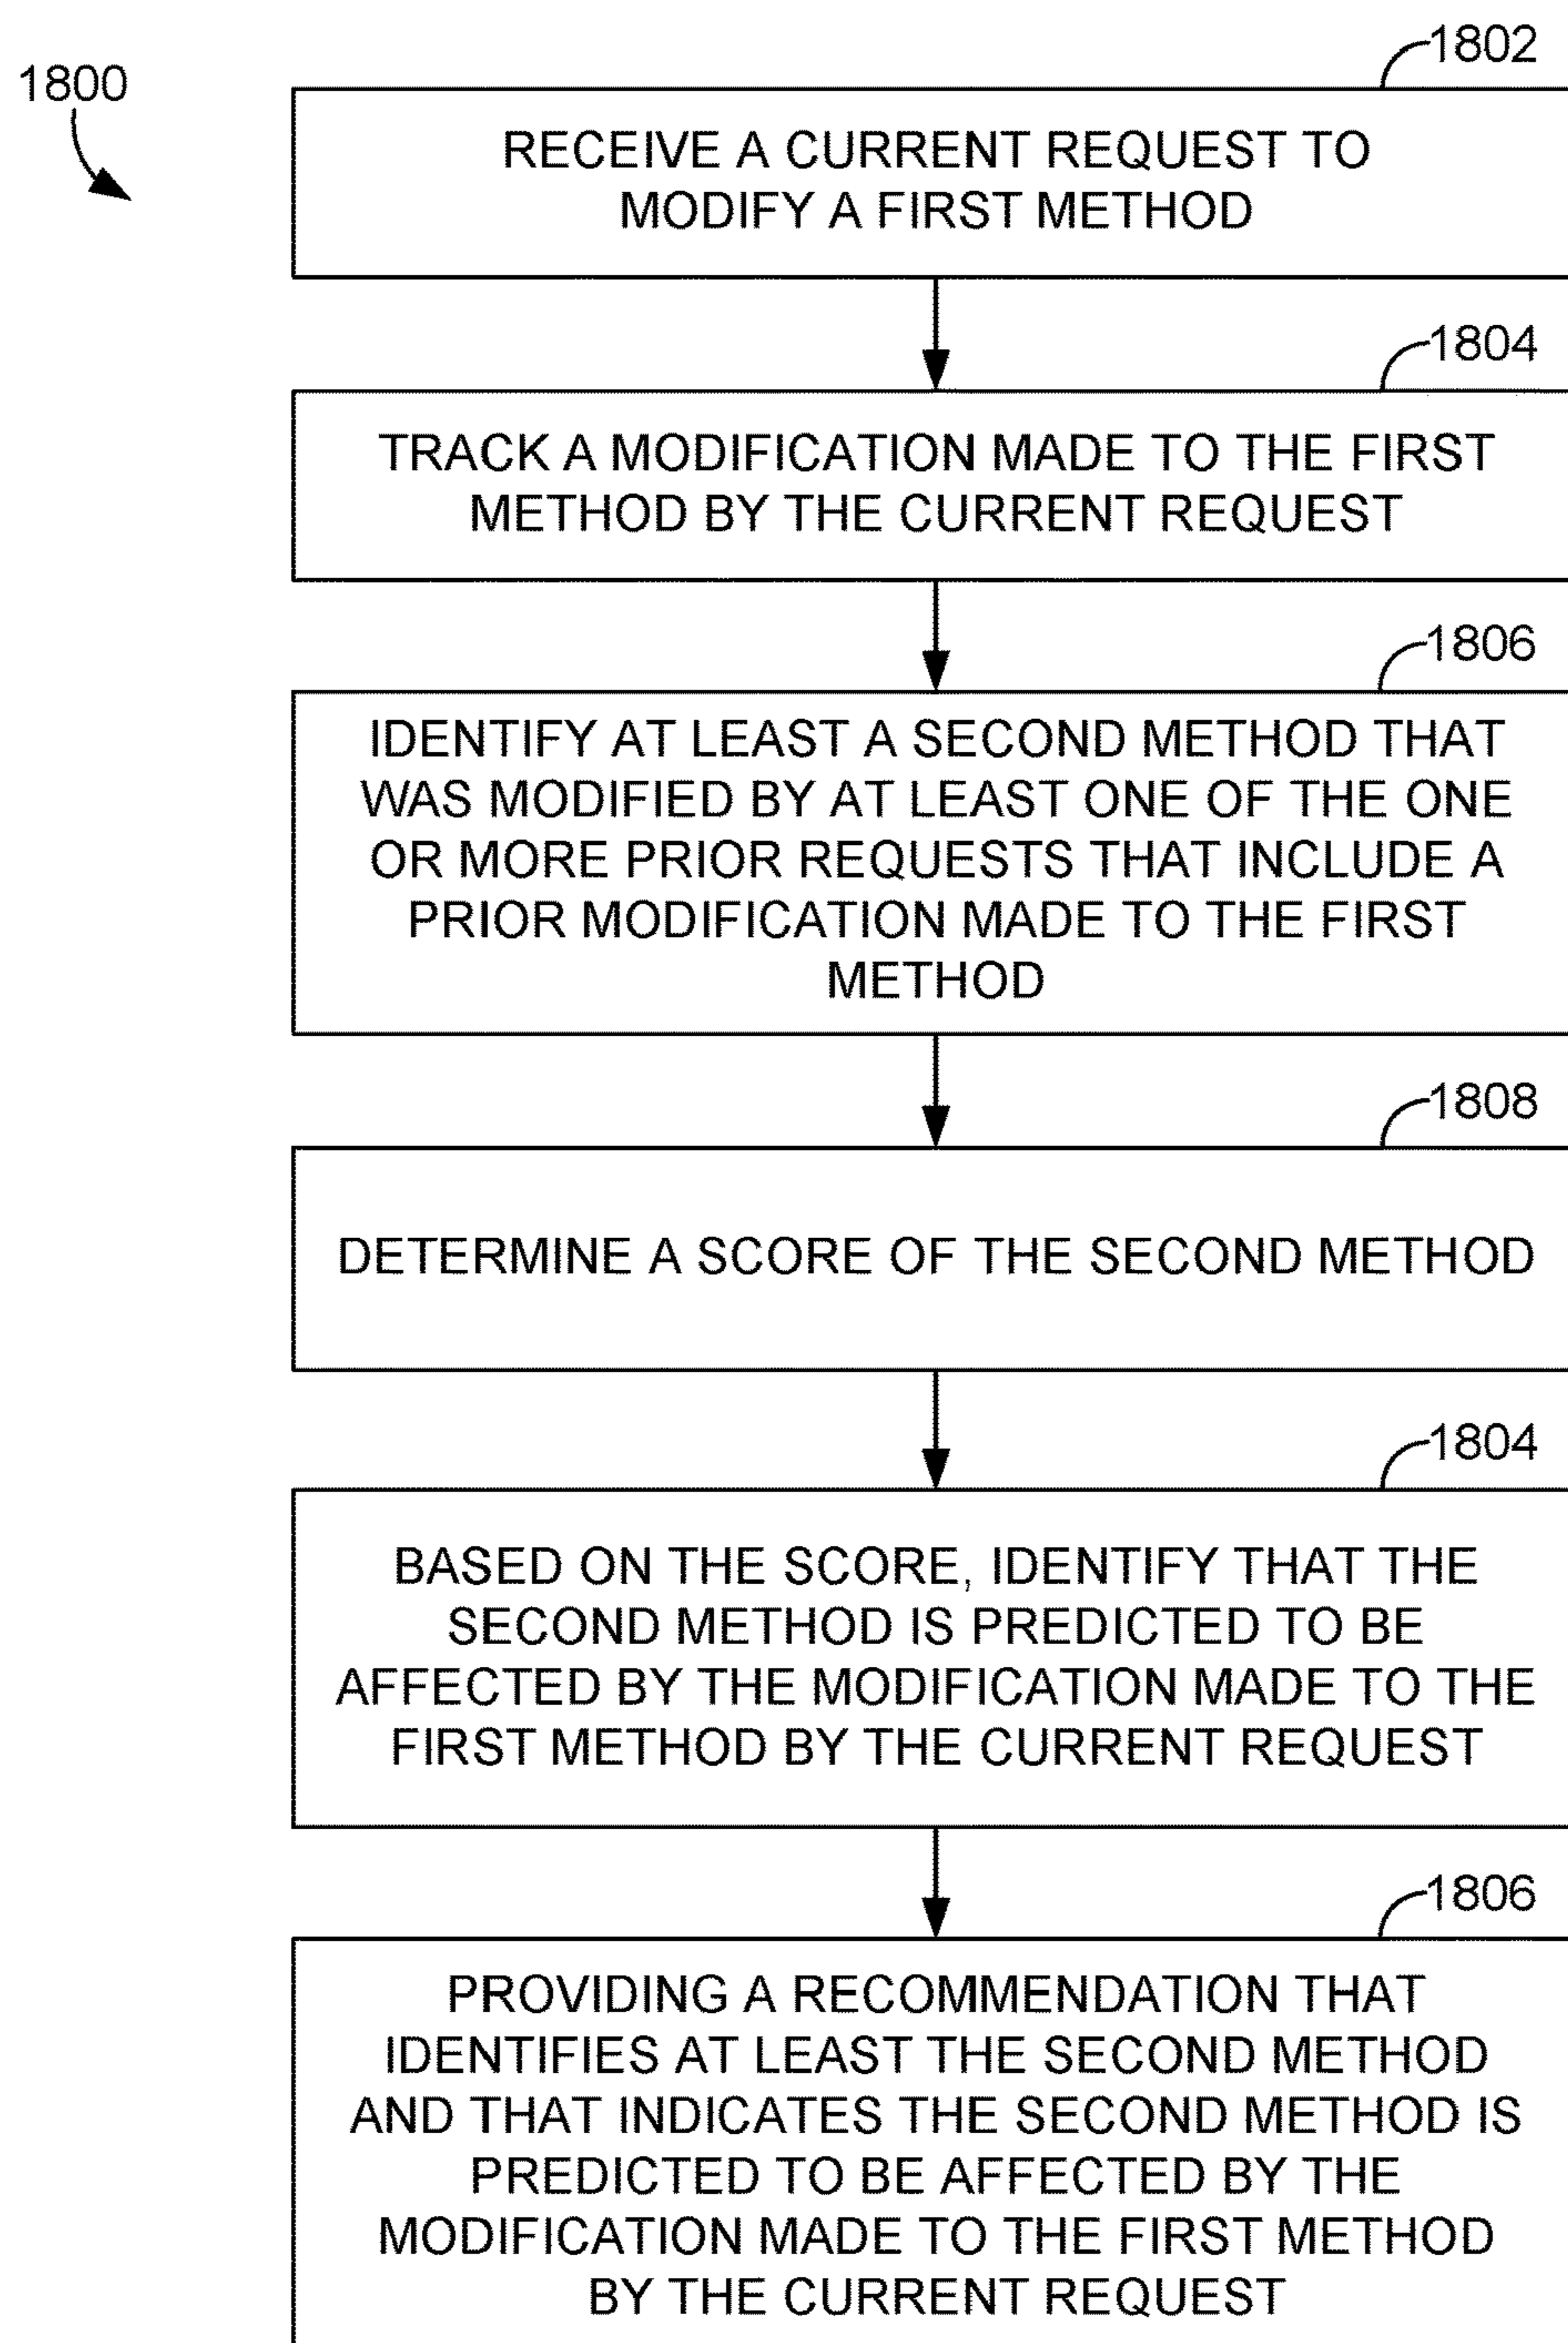 1800
1802
RECEIVE A CURRENT REQUEST TO
MODIFY A FIRST METHOD
1804
TRACK A MODIFICATION MADE TO THE FIRST
METHOD BY THE CURRENT REQUEST
1806
IDENTIFY AT LEAST A SECOND METHOD THAT
WAS MODIFIED BY AT LEAST ONE OF THE ONE
OR MORE PRIOR REQUESTS THAT INCLUDE A
PRIOR MODIFICATION MADE TO THE FIRST
METHOD
1808
DETERMINE A SCORE OF THE SECOND METHOD
1804
BASED ON THE SCORE, IDENTIFY THAT THE
SECOND METHOD IS PREDICTED TO BE
AFFECTED BY THE MODIFICATION MADE TO THE
FIRST METHOD BY THE CURRENT REQUEST
1806
PROVIDING A RECOMMENDATION THAT
IDENTIFIES AT LEAST THE SECOND METHOD
AND THAT INDICATES THE SECOND METHOD IS
PREDICTED TO BE AFFECTED BY THE
MODIFICATION MADE TO THE FIRST METHOD
BY THE CURRENT REQUEST